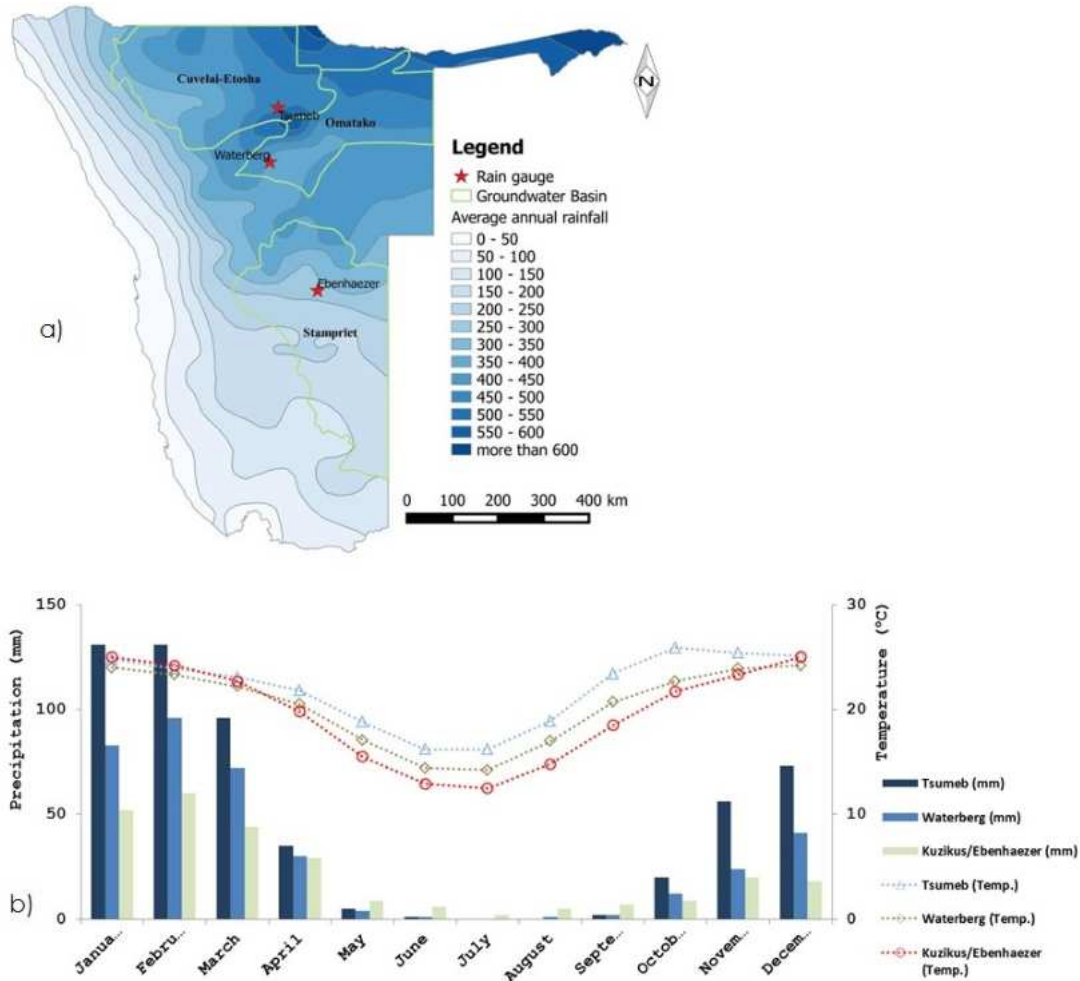 Cuvelai-Etosha
Tsumeb
Omatako
Waterberg
Ebenhaezer
Stampriet
N
a)
Legend
Rain gauge
Groundwater Basin
Average annual rainfall
0 - 50
50 - 100
100 - 150
150 - 200
200 - 250
250 - 300
300 - 350
350 - 400
400 - 450
450 - 500
500 - 550
550 - 600
more than 600
0 100 200 300 400 km
b)
Precipitation (mm)
150
100
50
0
30
20
10
0
Temperature (°C)
Janua… Febru… March April May June July August Septe… Octob… Novem… Decem…
Tsumeb (mm)
Waterberg (mm)
Kuzikus/Ebenhaezer (mm)
Tsumeb (Temp.)
Waterberg (Temp.)
Kuzikus/Ebenhaezer
(Temp.)